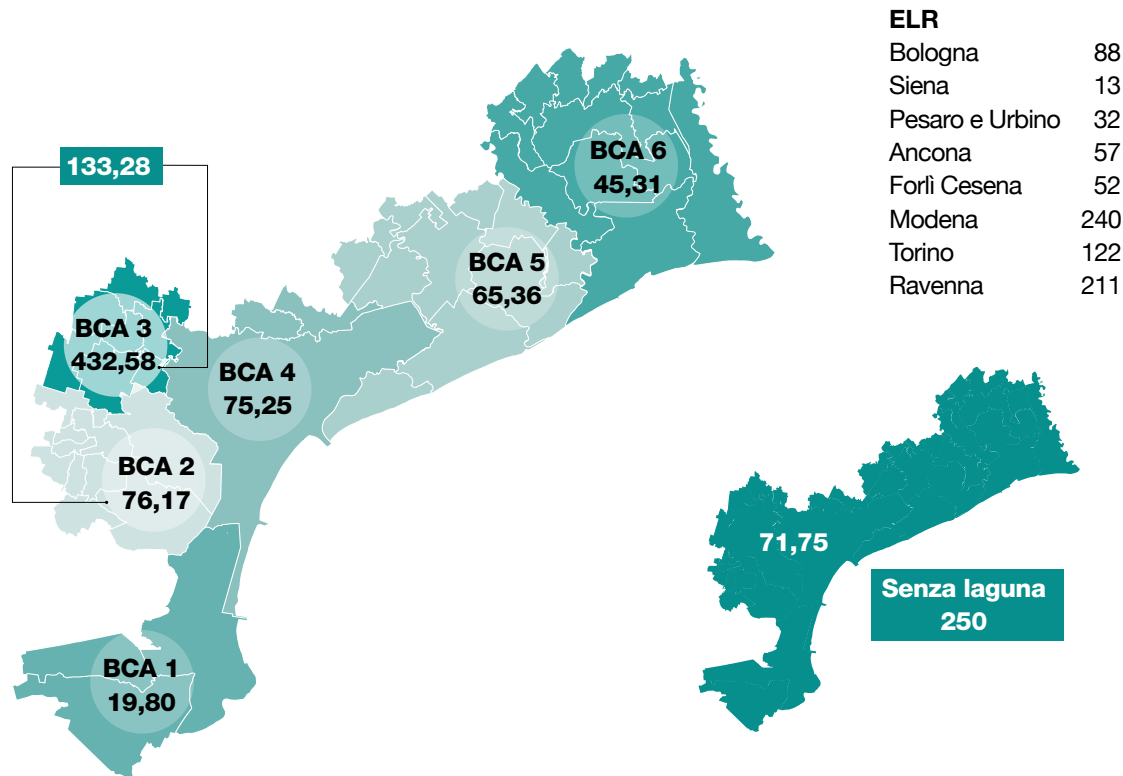 ELR
Bologna 88
Siena 13
Pesaro e Urbino 32
Ancona 57
Forlì Cesena 52
Modena 240
Torino 122
Ravenna 211
133,28
BCA 6
45,31
BCA 5
65,36
BCA 3
432,58
BCA 4
75,25
BCA 2
76,17
BCA 1
19,80
71,75
Senza laguna
250